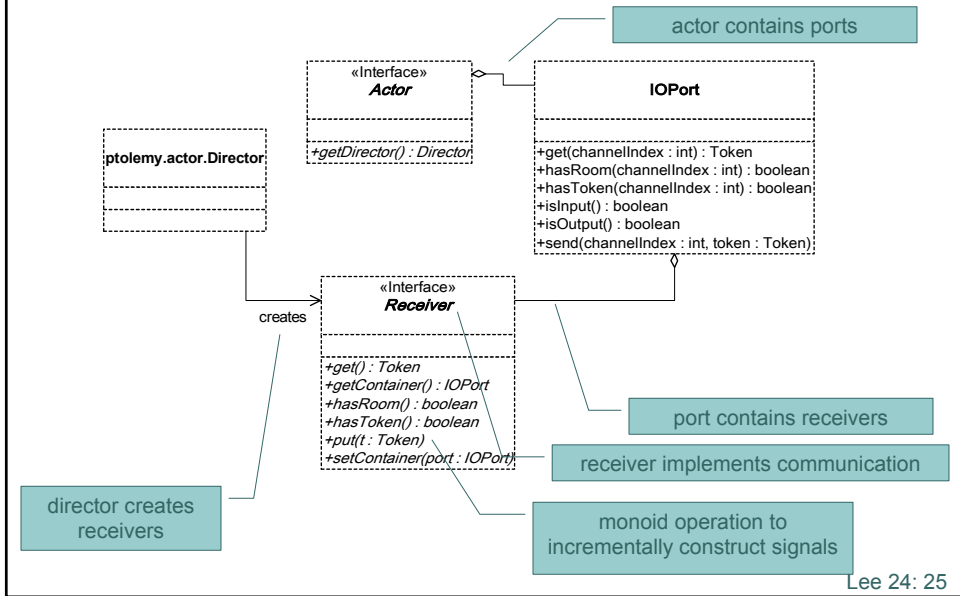 actor contains ports
«Interface»
Actor
+getDirector() : Director
IOPort
+get(channelIndex : int) : Token
+hasRoom(channelIndex : int) : boolean
+hasToken(channelIndex : int) : boolean
+isInput() : boolean
+isOutput() : boolean
+send(channelIndex : int, token : Token)
ptolemy.actor.Director
creates
«Interface»
Receiver
+get() : Token
+getContainer() : IOPort
+hasRoom() : boolean
+hasToken() : boolean
+put(t : Token)
+setContainer(port : IOPort)
port contains receivers
receiver implements communication
director creates
receivers
monoid operation to
incrementally construct signals
Lee 24: 25